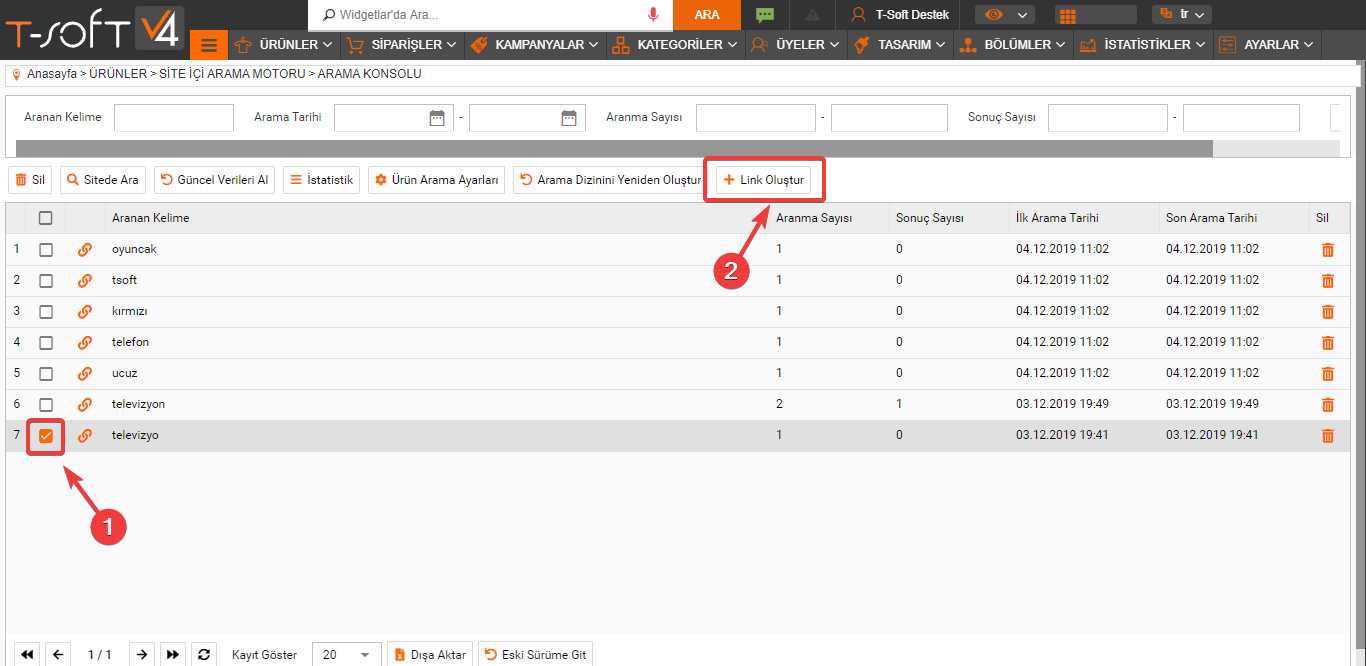 T-SOFT V4 Widgetlar'da Ara... ARA T-Soft Destek tr
ÜRÜNLER SİPARİŞLER KAMPANYALAR KATEGORİLER ÜYELER TASARIM BÖLÜMLER İSTATİSTİKLER AYARLAR
Anasayfa > ÜRÜNLER > SİTE İÇİ ARAMA MOTORU > ARAMA KONSOLU
Aranan Kelime Arama Tarihi - Aranma Sayısı - Sonuç Sayısı -
Sil Sitede Ara Güncel Verileri Al İstatistik Ürün Arama Ayarları Arama Dizinini Yeniden Oluştur Link Oluştur
Aranan Kelime Aranma Sayısı Sonuç Sayısı İlk Arama Tarihi Son Arama Tarihi Sil
1 oyuncak 1 0 04.12.2019 11:02 04.12.2019 11:02
2
2 tsoft 1 0 04.12.2019 11:02 04.12.2019 11:02
3 kırmızı 1 0 04.12.2019 11:02 04.12.2019 11:02
4 telefon 1 0 04.12.2019 11:02 04.12.2019 11:02
5 ucuz 1 0 04.12.2019 11:02 04.12.2019 11:02
6 televizyon 2 1 03.12.2019 19:49 03.12.2019 19:49
7 televizyo 1 0 03.12.2019 19:41 03.12.2019 19:41
1
1 / 1 Kayıt Göster 20 Dışa Aktar Eski Sürüme Git